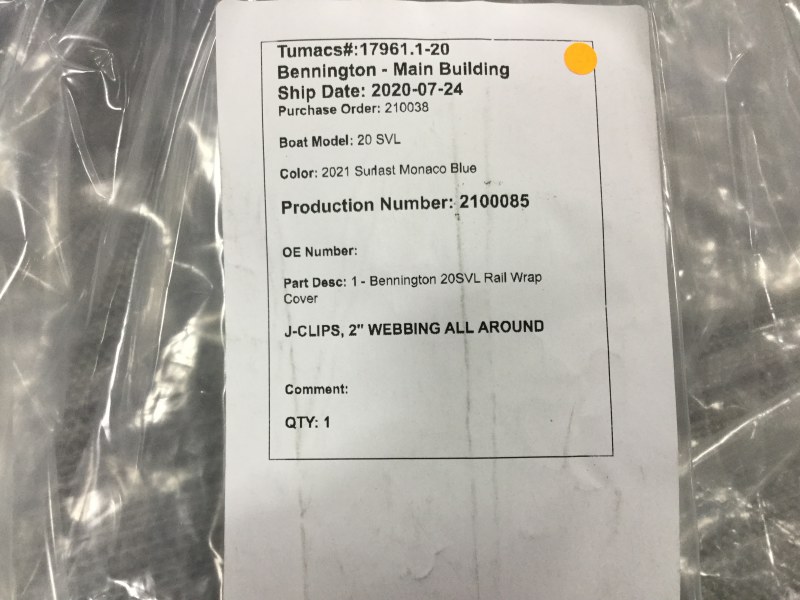 Tumacs#:17961.1-20
Bennington - Main Building
Ship Date: 2020-07-24
Purchase Order: 210038
Boat Model: 20 SVL
Color: 2021 Surlast Monaco Blue
Production Number: 2100085
OE Number:
Part Desc: 1 - Bennington 20SVL Rail Wrap
Cover
J-CLIPS, 2" WEBBING ALL AROUND
Comment:
QTY: 1